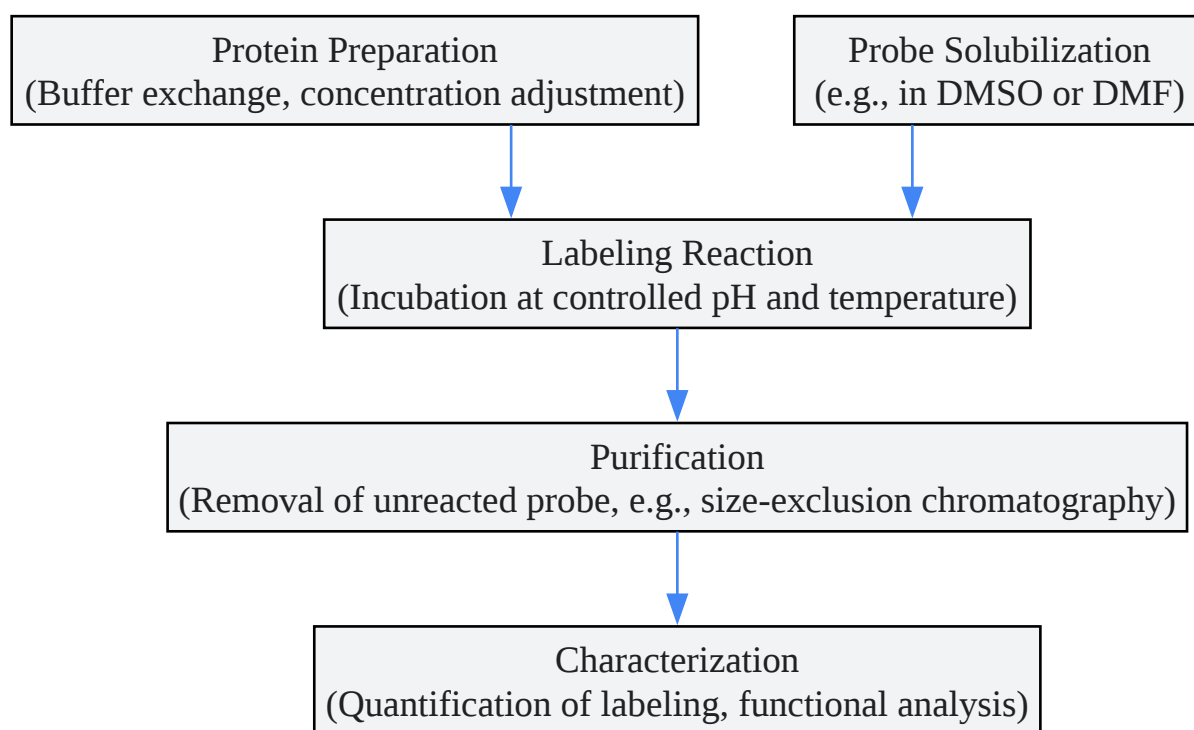 Protein Preparation
(Buffer exchange, concentration adjustment)
Probe Solubilization
(e.g., in DMSO or DMF)
Labeling Reaction
(Incubation at controlled pH and temperature)
Purification
(Removal of unreacted probe, e.g., size-exclusion chromatography)
Characterization
(Quantification of labeling, functional analysis)